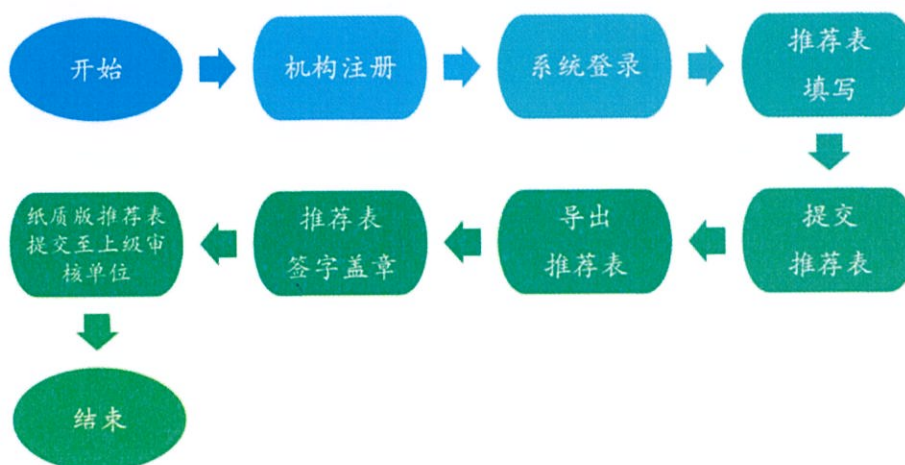 开始
机构注册
系统登录
推荐表
填写
提交
推荐表
导出
推荐表
推荐表
签字盖章
纸质版推荐表
提交至上级审
核单位
结束